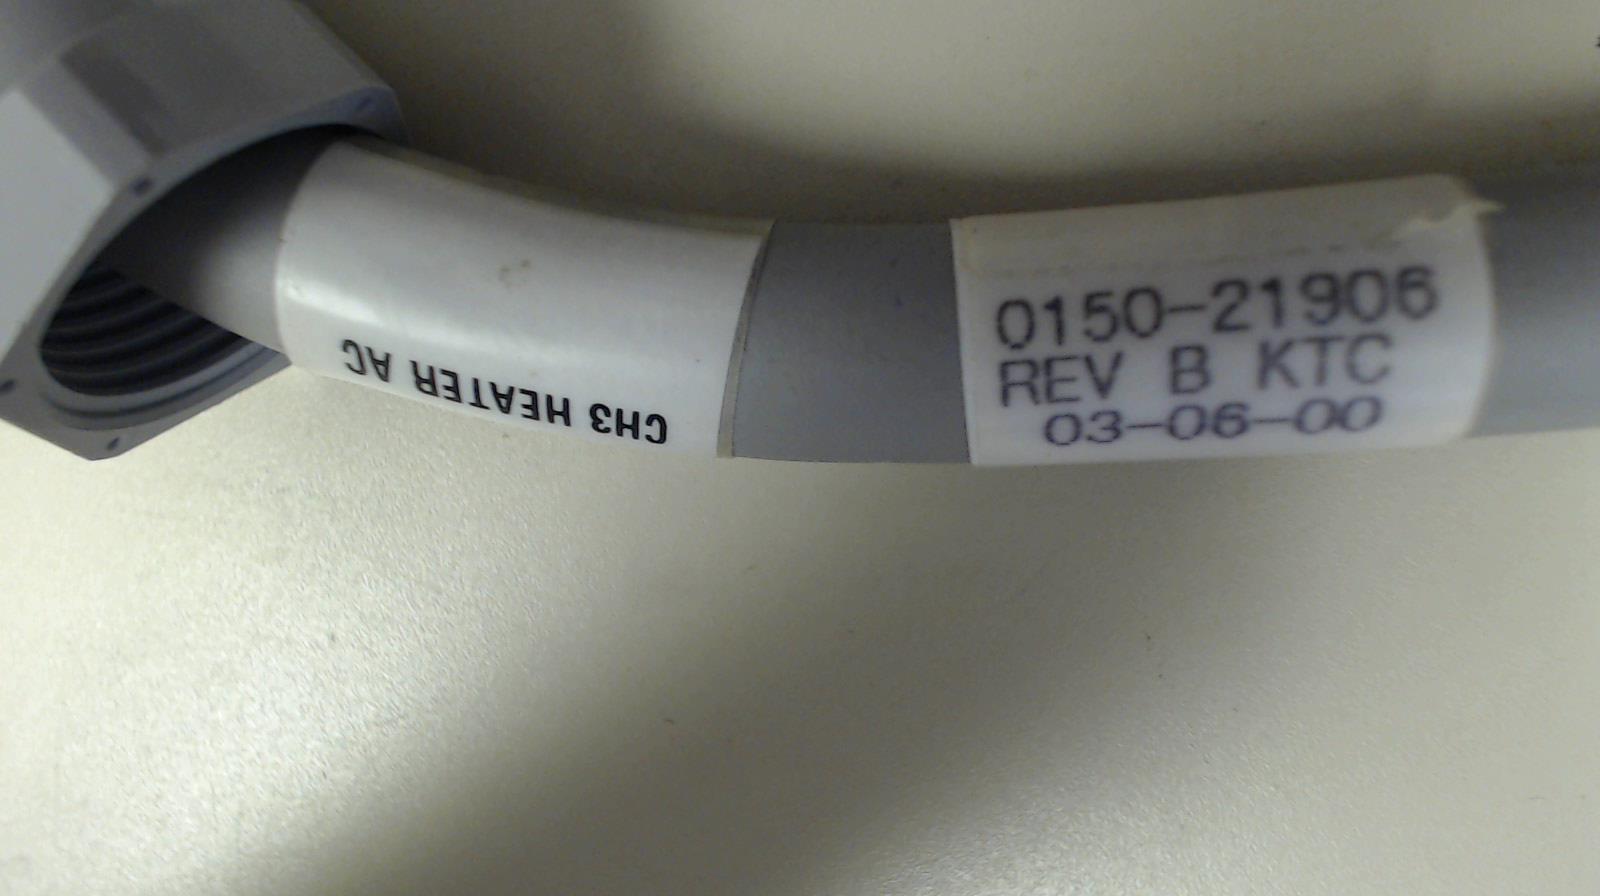 CH3 HEATER AC
0150-21906
REV B KTC
03-06-00